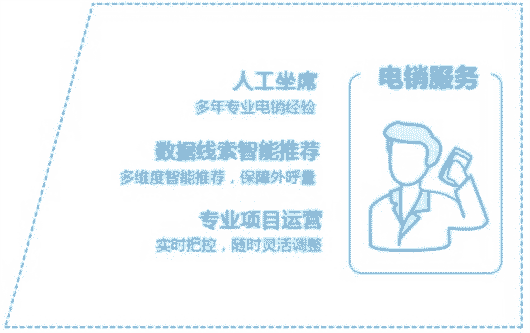 电销服务
人工坐席
多年专业电销经验
数据线索智能推荐
多维度智能推荐，保障外呼量
专业项目运营
实时把控，随时灵活调整